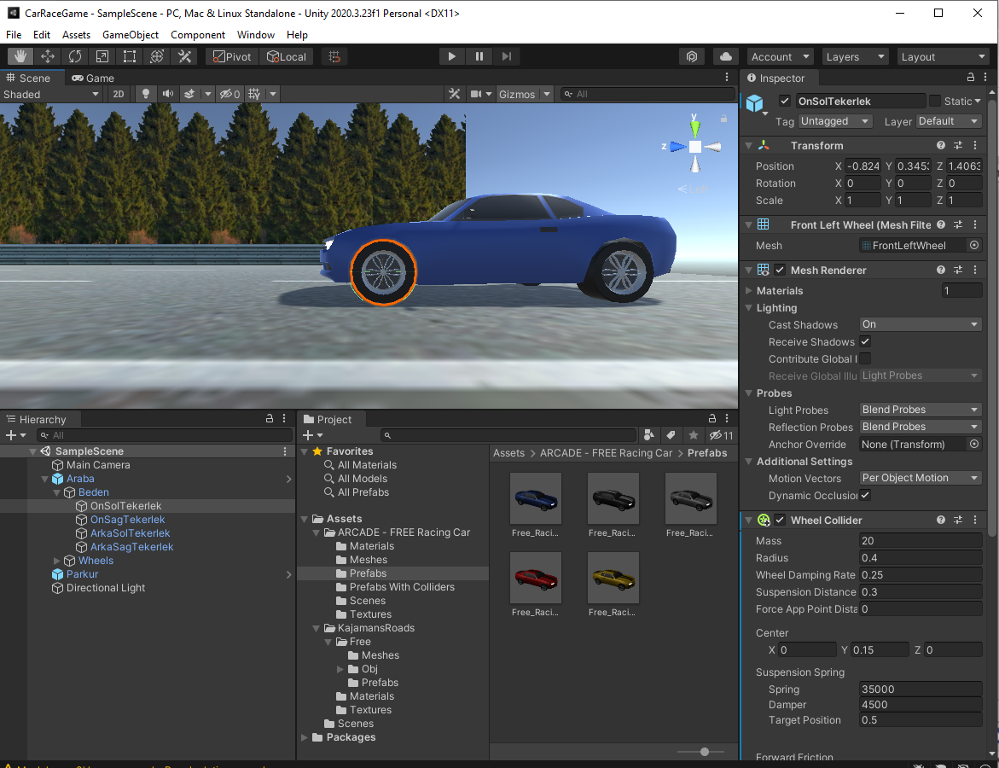 CarRaceGame - SampleScene - PC, Mac & Linux Standalone - Unity 2020.3.23f1 Personal <DX11>
File Edit Assets GameObject Component Window Help
Pivot Local Account Layers Layout
Scene Game
Shaded 2D 0 Gizmos All
y
z
Inspector
OnSolTekerlek Static
Tag Untagged Layer Default
Transform
Position X -0.824 Y 0.3453 Z 1.4063
Rotation X 0 Y 0 Z 0
Scale X 1 Y 1 Z 1
Front Left Wheel (Mesh Filte
Mesh FrontLeftWheel
Mesh Renderer
Materials 1
Lighting
Cast Shadows On
Receive Shadows
Contribute Global I
Receive Global Illu Light Probes
Probes
Light Probes Blend Probes
Reflection Probes Blend Probes
Anchor Override None (Transform)
Additional Settings
Motion Vectors Per Object Motion
Dynamic Occlusion
Wheel Collider
Mass 20
Radius 0.4
Wheel Damping Rate 0.25
Suspension Distance 0.3
Force App Point Dista 0
Center
X 0 Y 0.15 Z 0
Suspension Spring
Spring 35000
Damper 4500
Target Position 0.5
Forward Friction
Hierarchy
All
SampleScene
Main Camera
Araba
Beden
OnSolTekerlek
OnSagTekerlek
ArkaSolTekerlek
ArkaSagTekerlek
Wheels
Parkur
Directional Light
Project
11
Favorites
All Materials
All Models
All Prefabs
Assets
ARCADE - FREE Racing Car
Materials
Meshes
Prefabs
Prefabs With Colliders
Scenes
Textures
KajamansRoads
Free
Meshes
Obj
Prefabs
Materials
Textures
Scenes
Packages
Assets > ARCADE - FREE Racing Car > Prefabs
Free_Raci... Free_Raci... Free_Raci...
Free_Raci... Free_Raci...